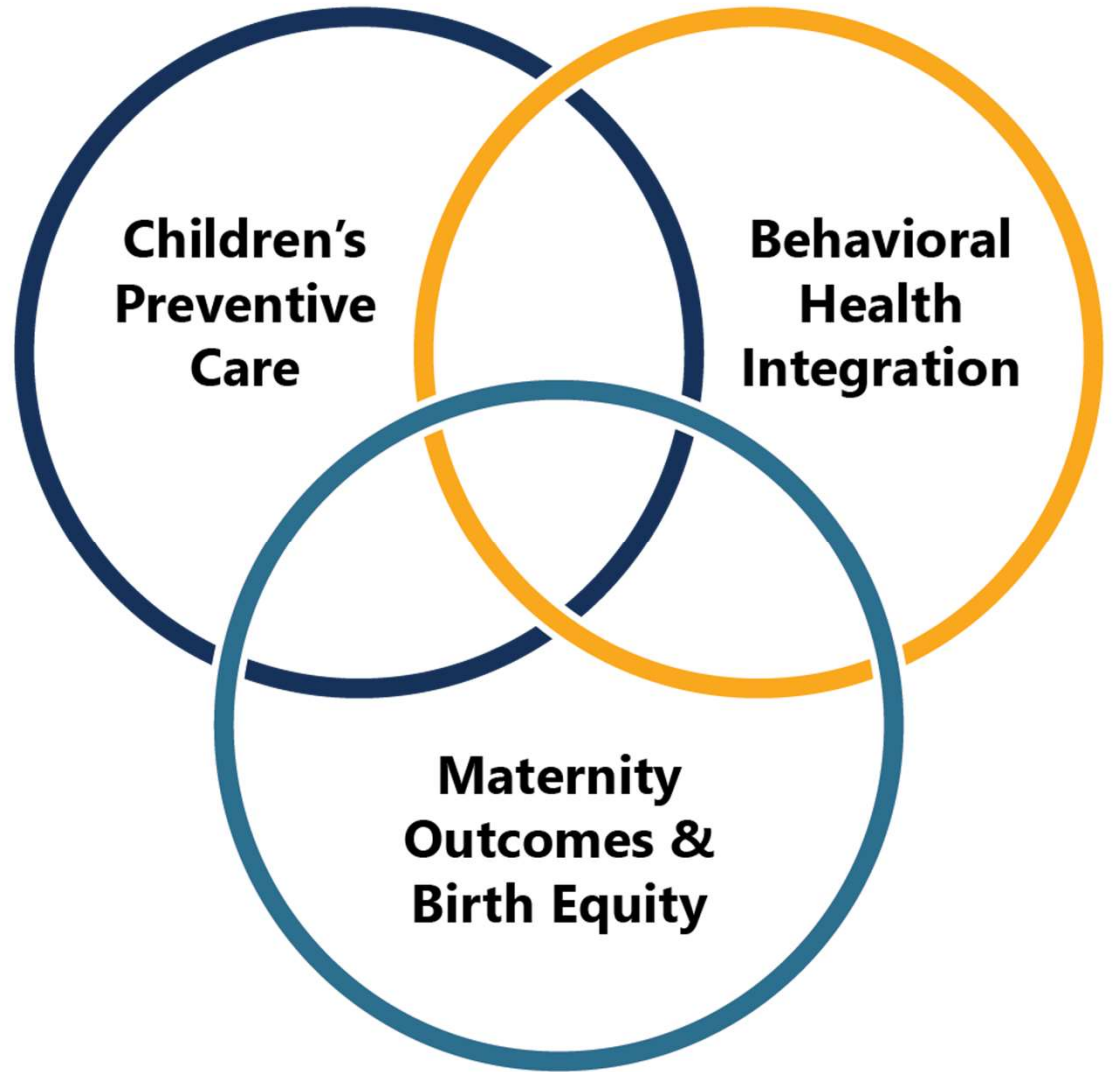 Children’s
Preventive
Care
Behavioral
Health
Integration
Maternity
Outcomes &
Birth Equity